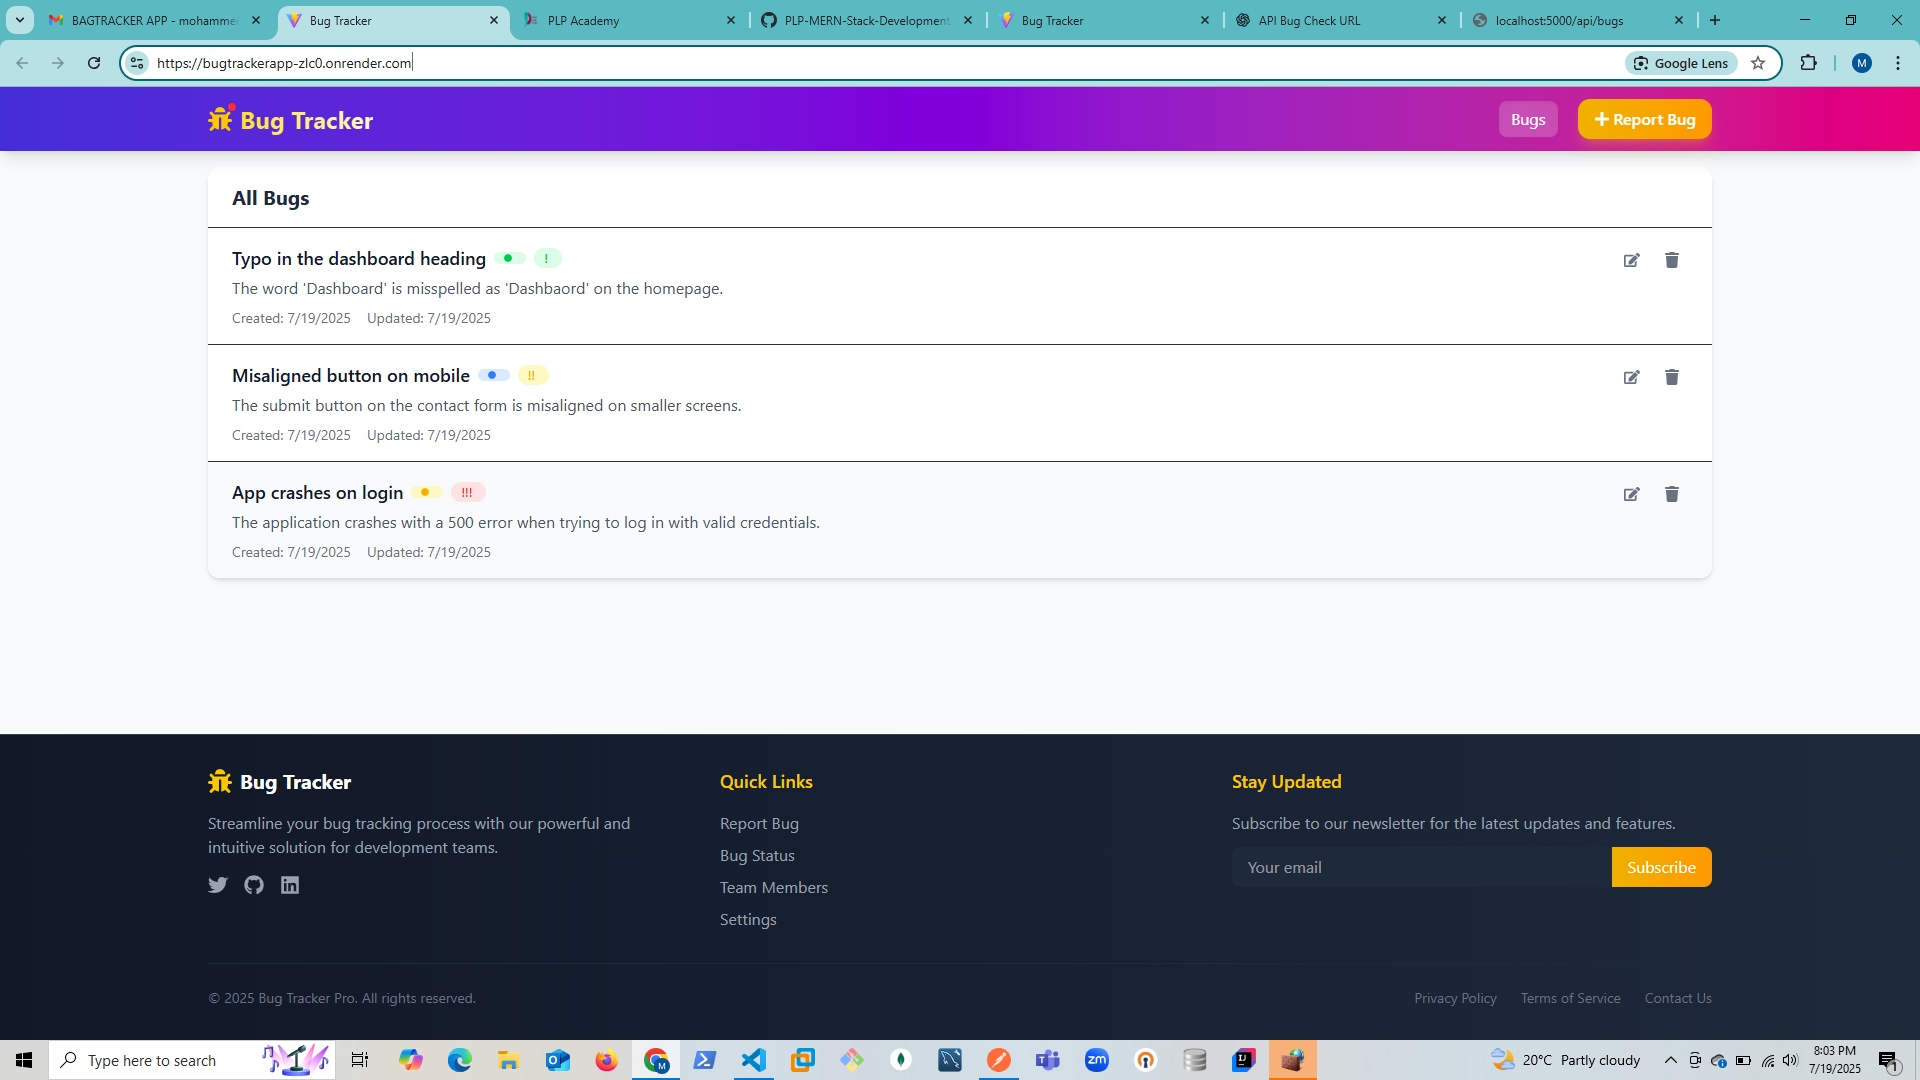 BAGTRACKER APP - mohamme
Bug Tracker
PLP Academy
PLP-MERN-Stack-Development
Bug Tracker
API Bug Check URL
localhost:5000/api/bugs
https://bugtrackerapp-zlc0.onrender.com
Google Lens
M
Bug Tracker
Bugs
Report Bug
All Bugs
Typo in the dashboard heading !
The word 'Dashboard' is misspelled as 'Dashbaord' on the homepage.
Created: 7/19/2025 Updated: 7/19/2025
Misaligned button on mobile !!
The submit button on the contact form is misaligned on smaller screens.
Created: 7/19/2025 Updated: 7/19/2025
App crashes on login !!!
The application crashes with a 500 error when trying to log in with valid credentials.
Created: 7/19/2025 Updated: 7/19/2025
Bug Tracker
Streamline your bug tracking process with our powerful and
intuitive solution for development teams.
Quick Links
Report Bug
Bug Status
Team Members
Settings
Stay Updated
Subscribe to our newsletter for the latest updates and features.
Your email
Subscribe
© 2025 Bug Tracker Pro. All rights reserved.
Privacy Policy Terms of Service Contact Us
Type here to search
20°C Partly cloudy
8:03 PM
7/19/2025
1